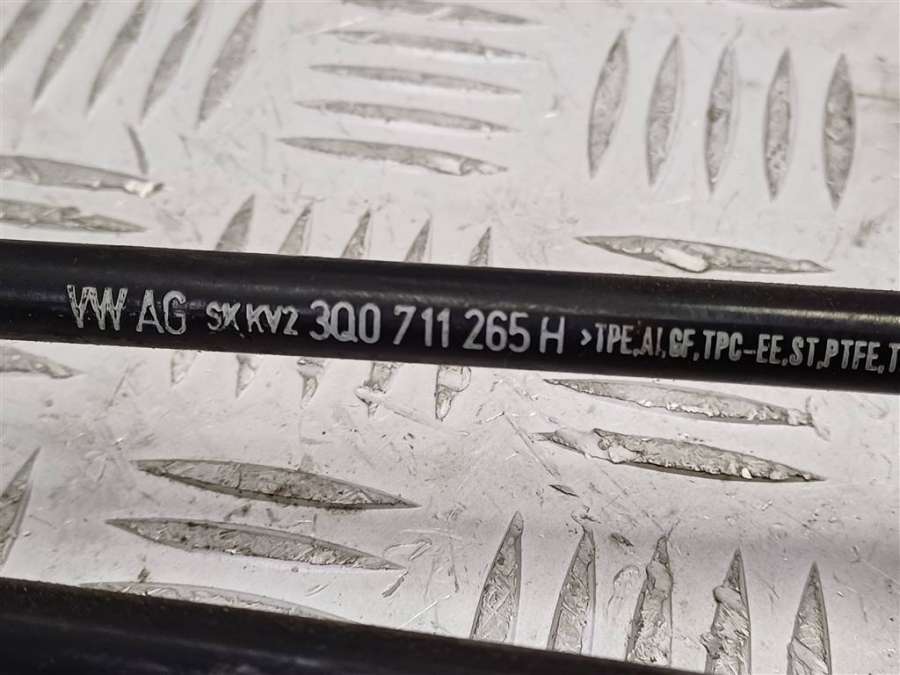 VW AG SX KV2 3Q0 711 265 H >TPE,AI,GF,TPC-EE,ST,PTFE,T